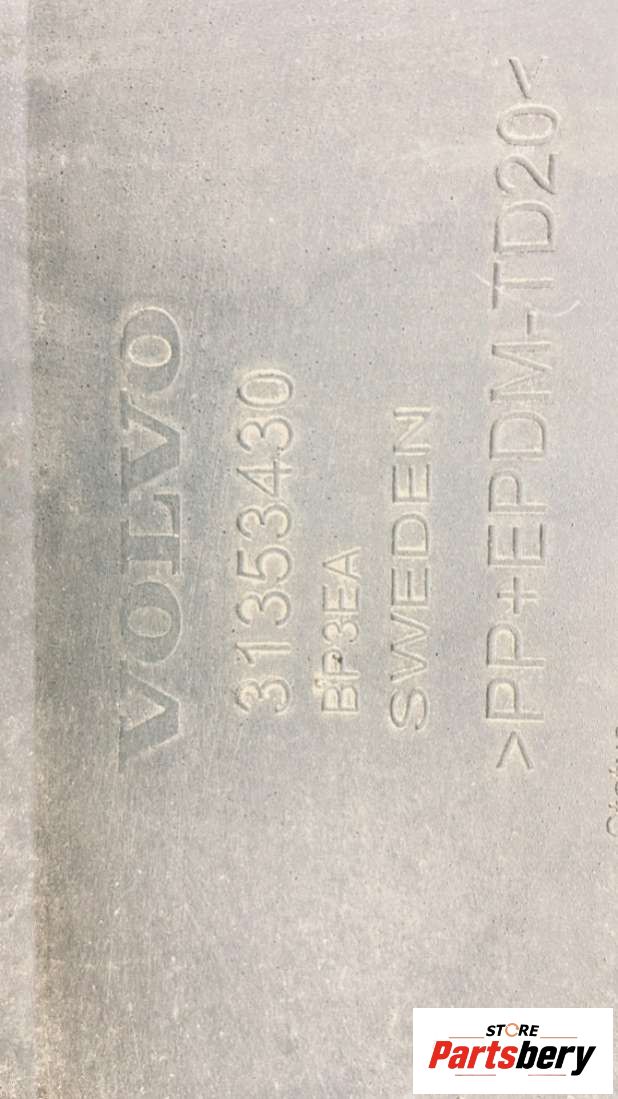 VOLVO
31353430
BP3EA
SWEDEN
>PP+EPDM-TD20<
STORE
Partsbery